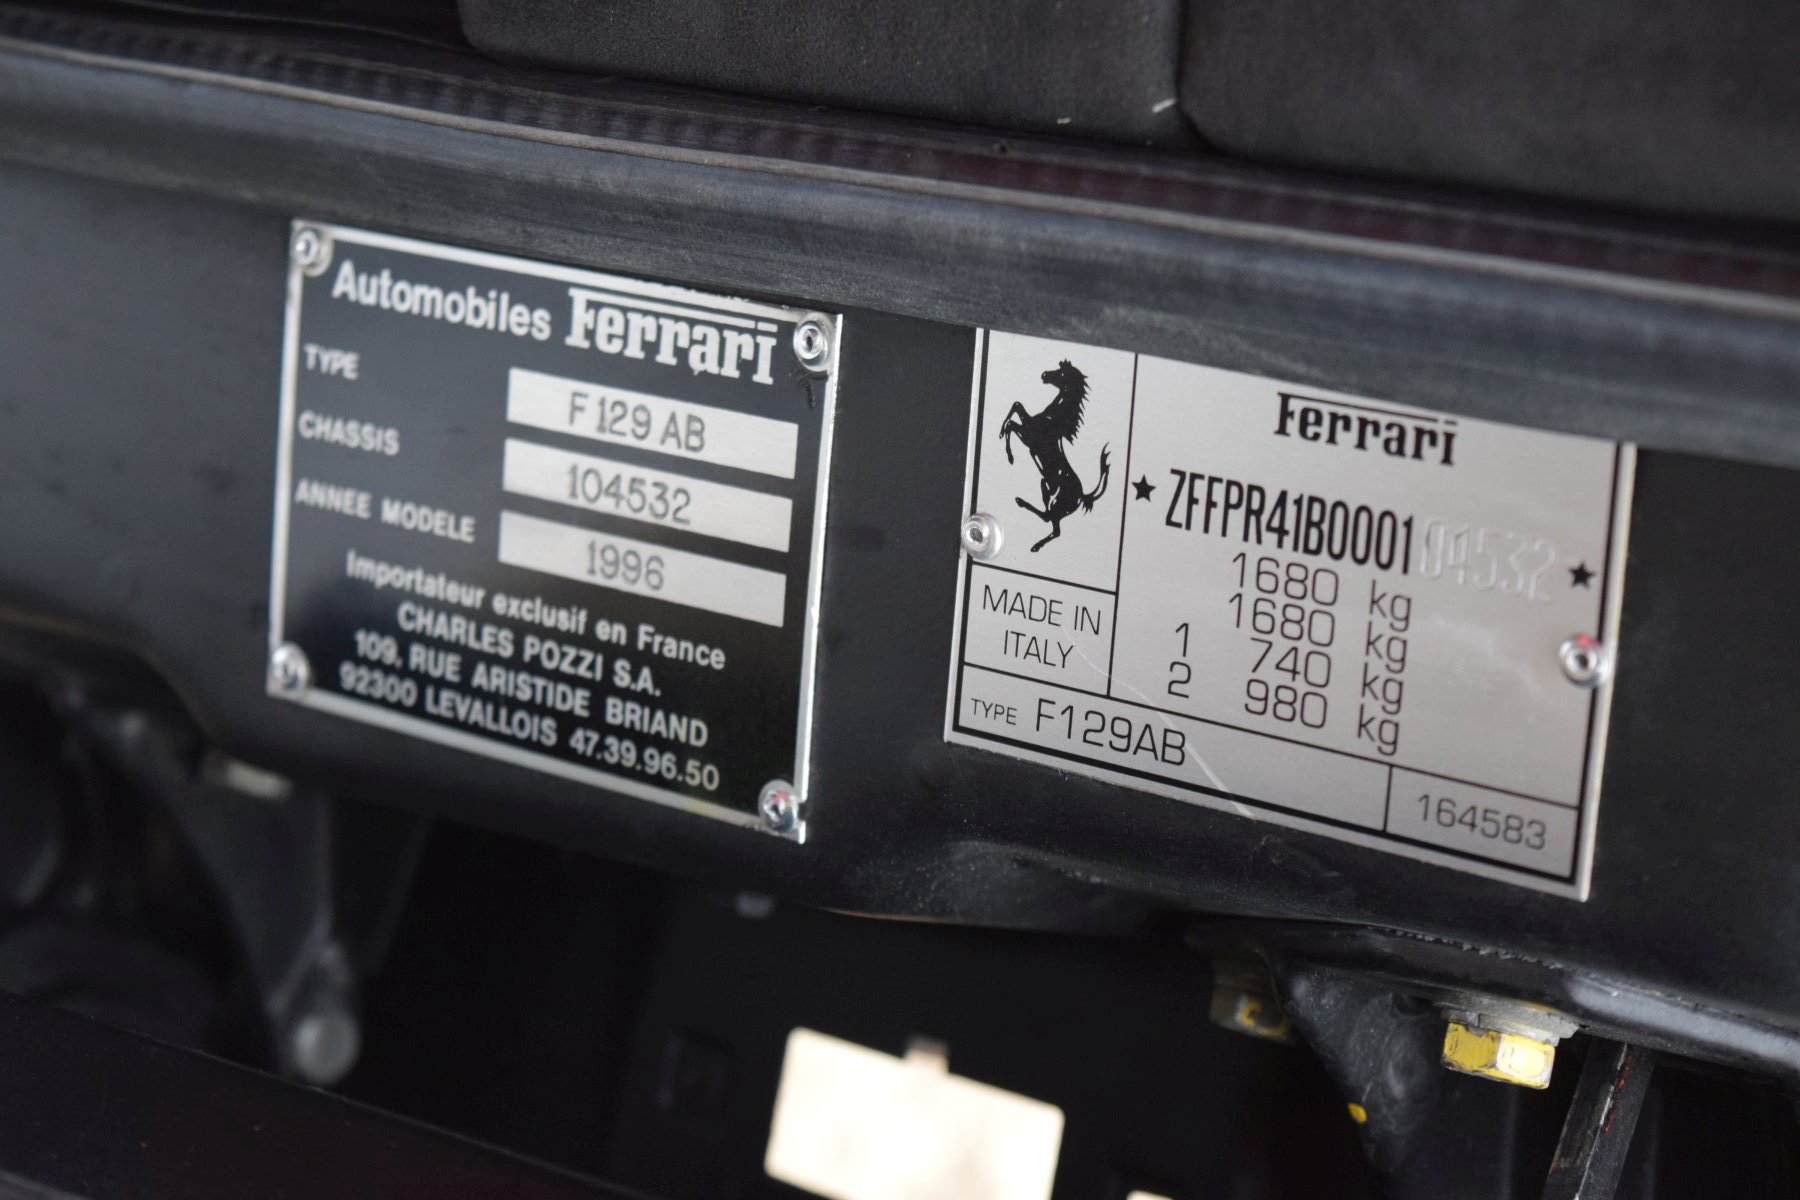 Automobiles Ferrari
TYPE F 129 AB
CHASSIS 104532
ANNEE MODELE 1996
Importateur exclusif en France
CHARLES POZZI S.A.
109, RUE ARISTIDE BRIAND
92300 LEVALLOIS 47.39.96.50
Ferrari
★ ZFFPR41B000104532 ★
1680 kg
1680 kg
1 740 kg
2 980 kg
MADE IN
ITALY
TYPE F129AB
164583